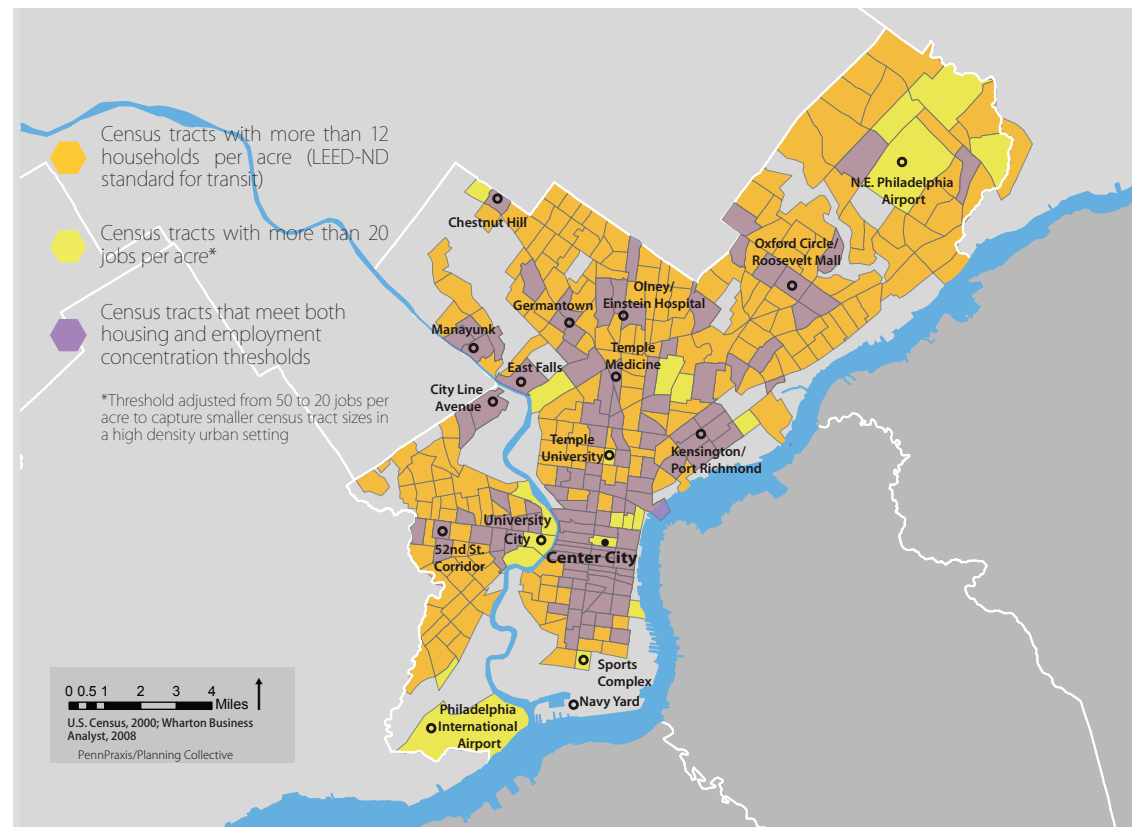 Census tracts with more than 12
households per acre (LEED-ND
standard for transit)
Census tracts with more than 20
jobs per acre*
Census tracts that meet both
housing and employment
concentration thresholds
*Threshold adjusted from 50 to 20 jobs per
acre to capture smaller census tract sizes in
a high density urban setting
N.E. Philadelphia
Airport
Chestnut Hill
Oxford Circle/
Roosevelt Mall
Olney/
Einstein Hospital
Germantown
Manayunk
Temple
Medicine
East Falls
City Line
Avenue
Temple
University
Kensington/
Port Richmond
University
City
52nd St.
Corridor
Center City
Sports
Complex
Navy Yard
Philadelphia
International
Airport
0 0.5 1 2 3 4
Miles
U.S. Census, 2000; Wharton Business
Analyst, 2008
PennPraxis/Planning Collective